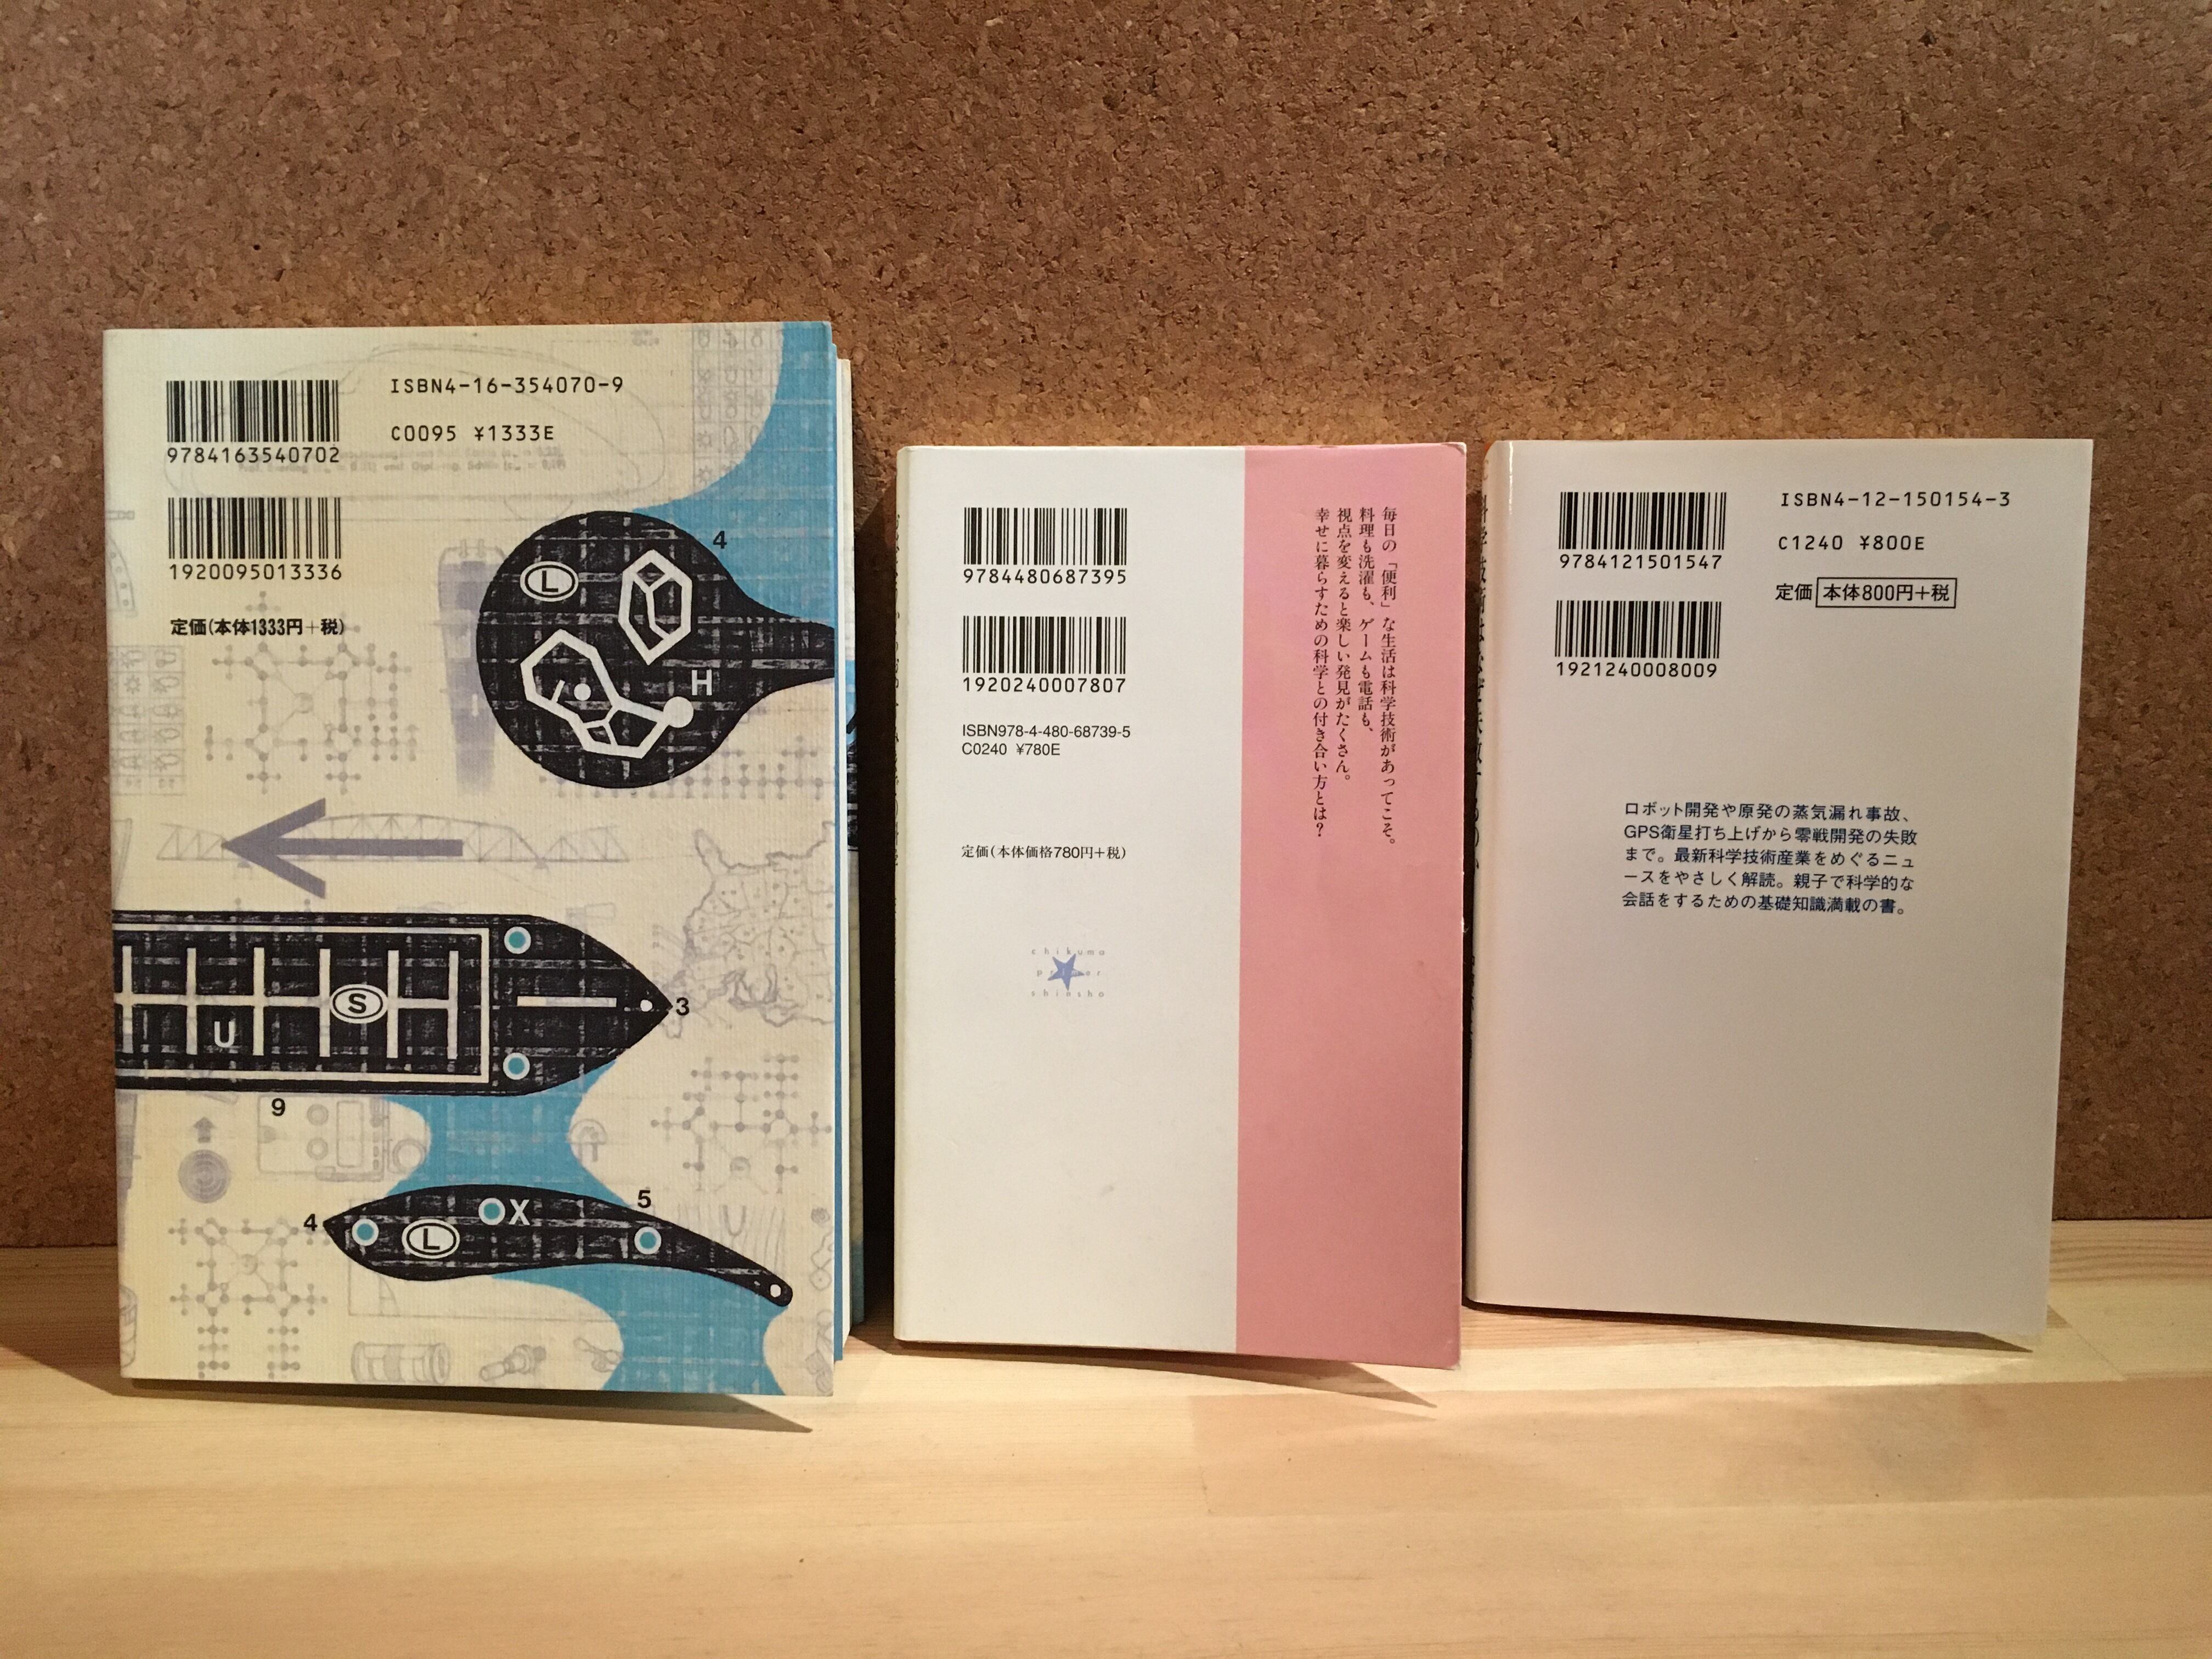 9784163540702
ISBN4-16-354070-9
C0095 ¥1333E
1920095013336
定価(本体1333円+税)
4
L
H
S
U
3
9
4
L
X
5
9784480687395
1920240007807
ISBN978-4-480-68739-5
C0240 ¥780E
定価(本体価格780円+税)
chikuma
primer
shinsho
毎日の「便利」な生活は科学技術があってこそ。
料理も洗濯も、ゲームも電話も、
視点を変えると楽しい発見がたくさん。
幸せに暮らすための科学との付き合い方とは?
9784121501547
ISBN4-12-150154-3
C1240 ¥800E
定価 本体800円+税
1921240008009
ロボット開発や原発の蒸気漏れ事故、
GPS衛星打ち上げから零戦開発の失敗
まで。最新科学技術産業をめぐるニュ
ースをやさしく解読。親子で科学的な
会話をするための基礎知識満載の書。